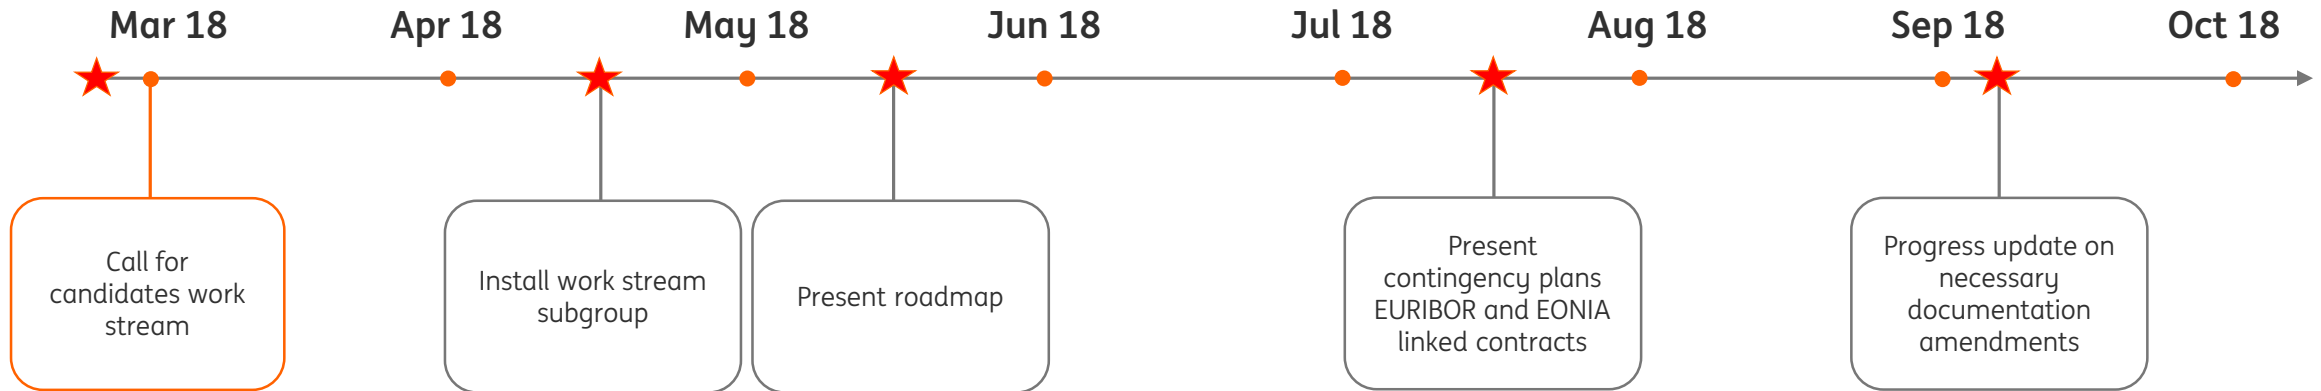 Mar 18
Apr 18
May 18
Jun 18
Jul 18
Aug 18
Sep 18
Oct 18
Call for
candidates work
stream
Install work stream
subgroup
Present roadmap
Present
contingency plans
EURIBOR and EONIA
linked contracts
Progress update on
necessary
documentation
amendments